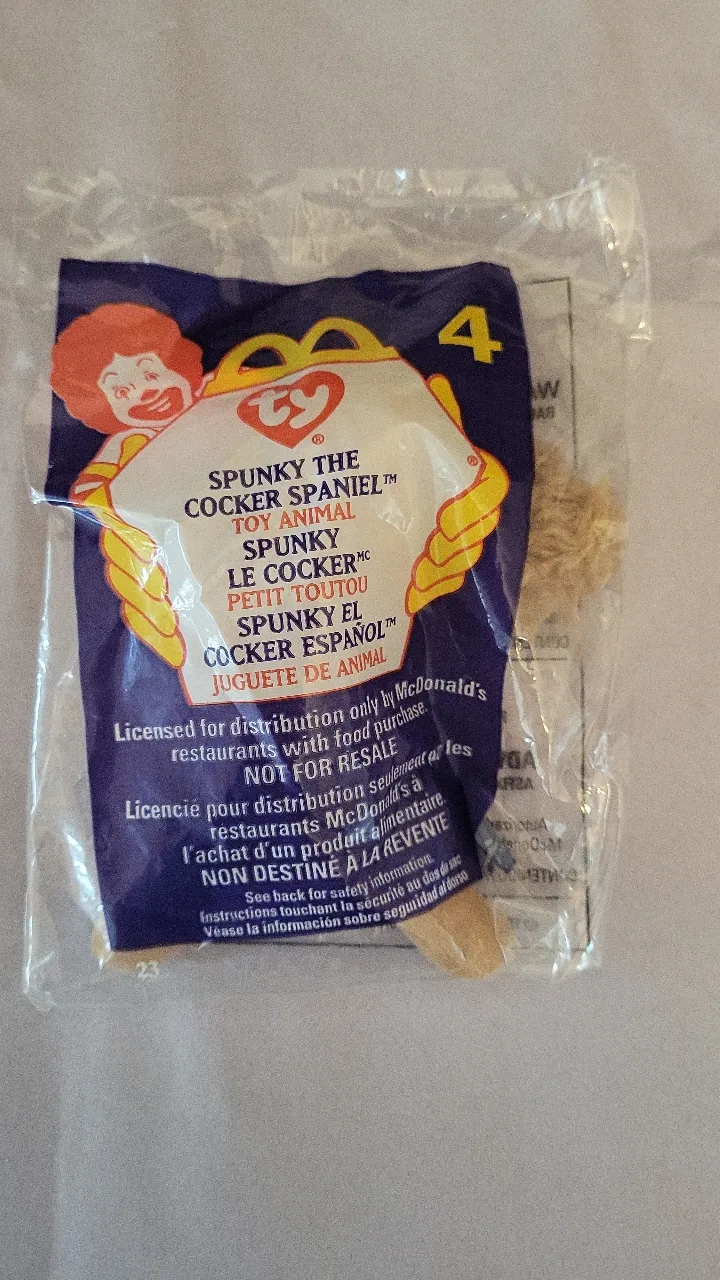 4
ty®
SPUNKY THE
COCKER SPANIEL™
TOY ANIMAL
SPUNKY
LE COCKER MC
PETIT TOUTOU
SPUNKY EL
COCKER ESPAÑOL™
JUGUETE DE ANIMAL
Licensed for distribution only by McDonald's
restaurants with food purchase.
NOT FOR RESALE
Licencié pour distribution seulement par les
restaurants McDonald's à
l'achat d'un produit alimentaire.
NON DESTINÉ À LA REVENTE
See back for safety information.
Instructions touchant la sécurité au dos du sac
Véase la información sobre seguridad al dorso
23